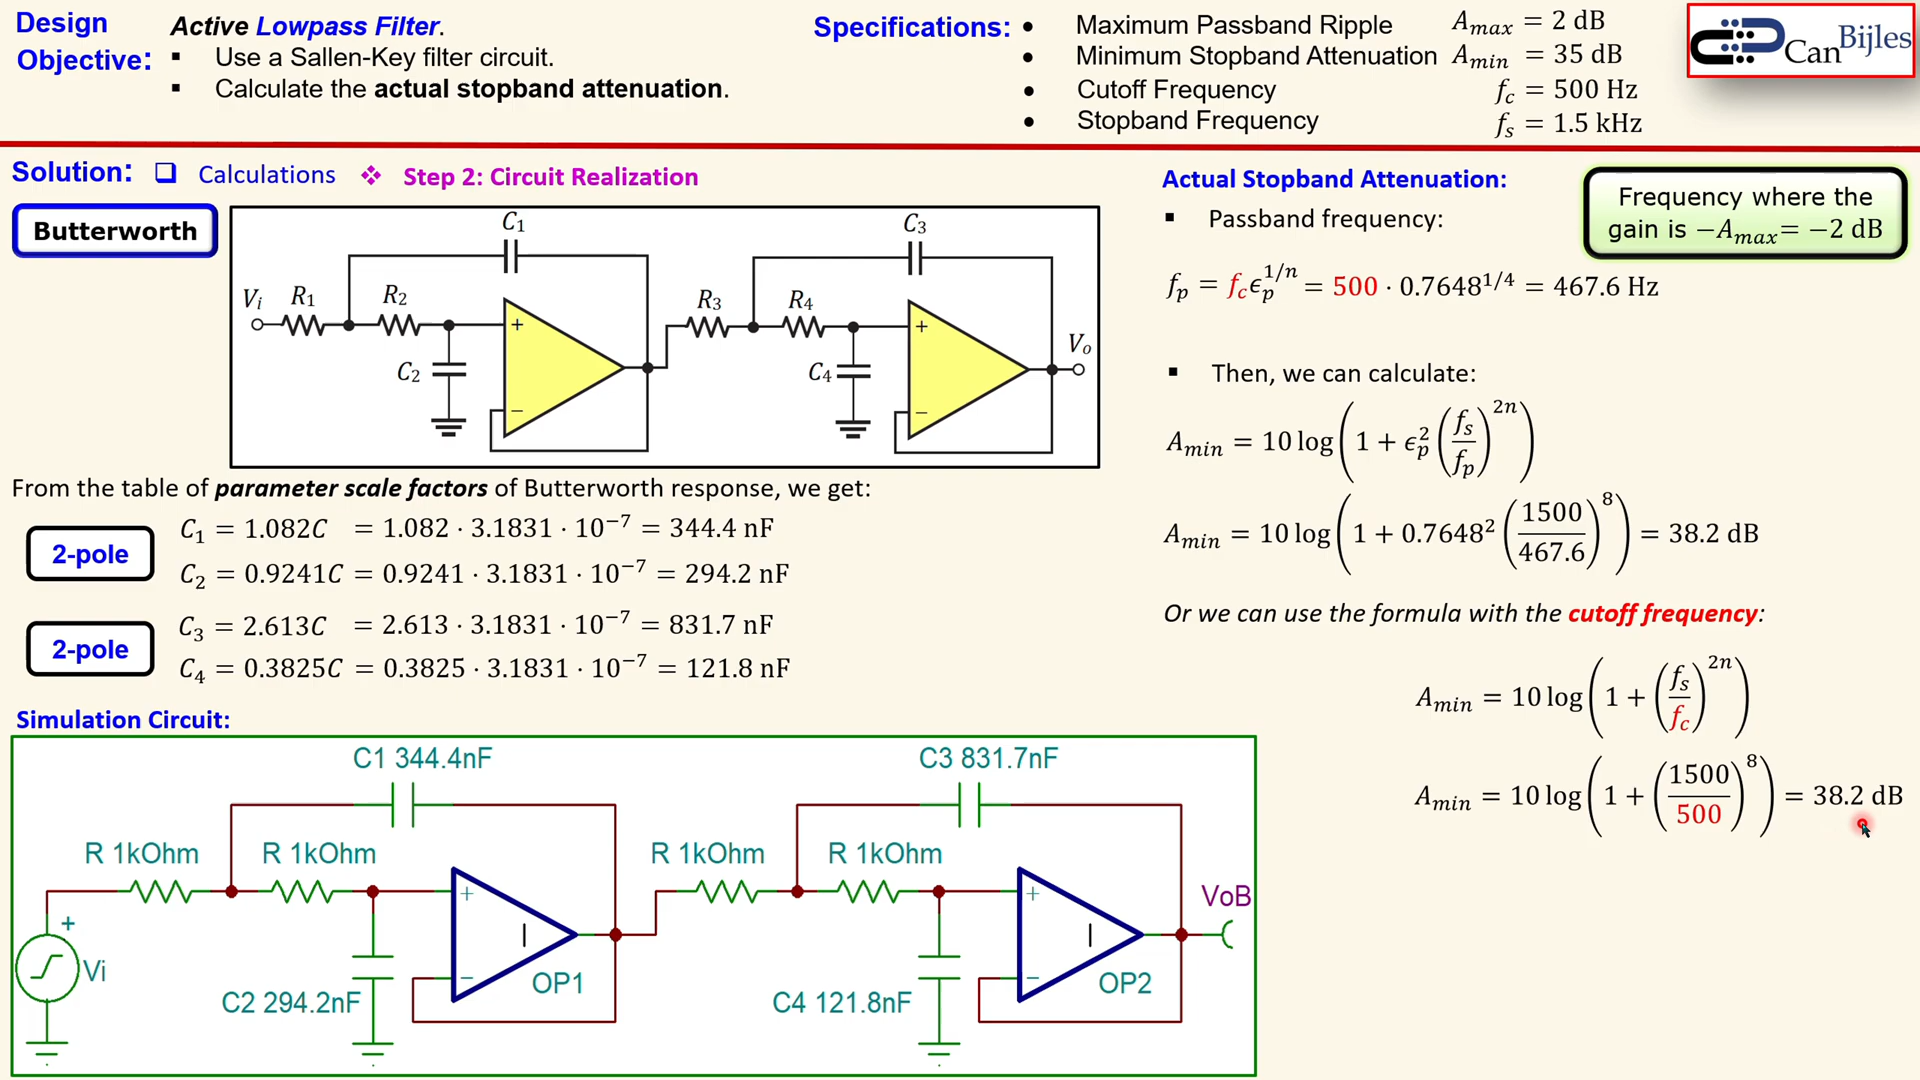 Design Objective:
Active Lowpass Filter.
▪ Use a Sallen-Key filter circuit.
▪ Calculate the actual stopband attenuation.
Specifications:
• Maximum Passband Ripple A_max = 2 dB
• Minimum Stopband Attenuation A_min = 35 dB
• Cutoff Frequency f_c = 500 Hz
• Stopband Frequency f_s = 1.5 kHz
CanBijles
Solution: ❑ Calculations ❖ Step 2: Circuit Realization
Butterworth
C₁
C₃
V_i R₁ R₂
R₃ R₄
+
+
V_o
C₂
C₄
−
−
From the table of parameter scale factors of Butterworth response, we get:
2-pole
C₁ = 1.082C = 1.082 · 3.1831 · 10⁻⁷ = 344.4 nF
C₂ = 0.9241C = 0.9241 · 3.1831 · 10⁻⁷ = 294.2 nF
2-pole
C₃ = 2.613C = 2.613 · 3.1831 · 10⁻⁷ = 831.7 nF
C₄ = 0.3825C = 0.3825 · 3.1831 · 10⁻⁷ = 121.8 nF
Simulation Circuit:
C1 344.4nF
C3 831.7nF
R 1kOhm R 1kOhm R 1kOhm R 1kOhm
+
+
+
VoB
Vi
−
−
OP1
OP2
C2 294.2nF
C4 121.8nF
Actual Stopband Attenuation:
▪ Passband frequency:
Frequency where the
gain is −A_max= −2 dB
f_p = f_c ϵ_p^{1/n} = 500 · 0.7648^{1/4} = 467.6 Hz
▪ Then, we can calculate:
A_min = 10 log(1 + ϵ_p² (f_s/f_p)^{2n})
A_min = 10 log(1 + 0.7648² (1500/467.6)⁸) = 38.2 dB
Or we can use the formula with the cutoff frequency:
A_min = 10 log(1 + (f_s/f_c)^{2n})
A_min = 10 log(1 + (1500/500)⁸) = 38.2 dB